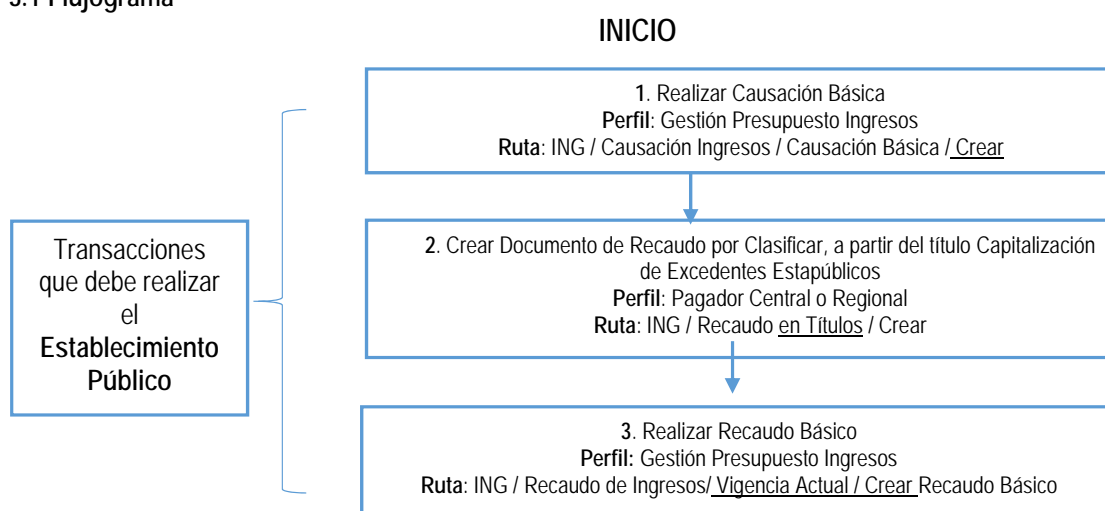 INICIO
1. Realizar Causación Básica
Perfil: Gestión Presupuesto Ingresos
Ruta: ING / Causación Ingresos / Causación Básica / Crear
Transacciones
que debe realizar
el
Establecimiento
Público
2. Crear Documento de Recaudo por Clasificar, a partir del título Capitalización
de Excedentes Estapúblicos
Perfil: Pagador Central o Regional
Ruta: ING / Recaudo en Títulos / Crear
3. Realizar Recaudo Básico
Perfil: Gestión Presupuesto Ingresos
Ruta: ING / Recaudo de Ingresos/ Vigencia Actual / Crear Recaudo Básico